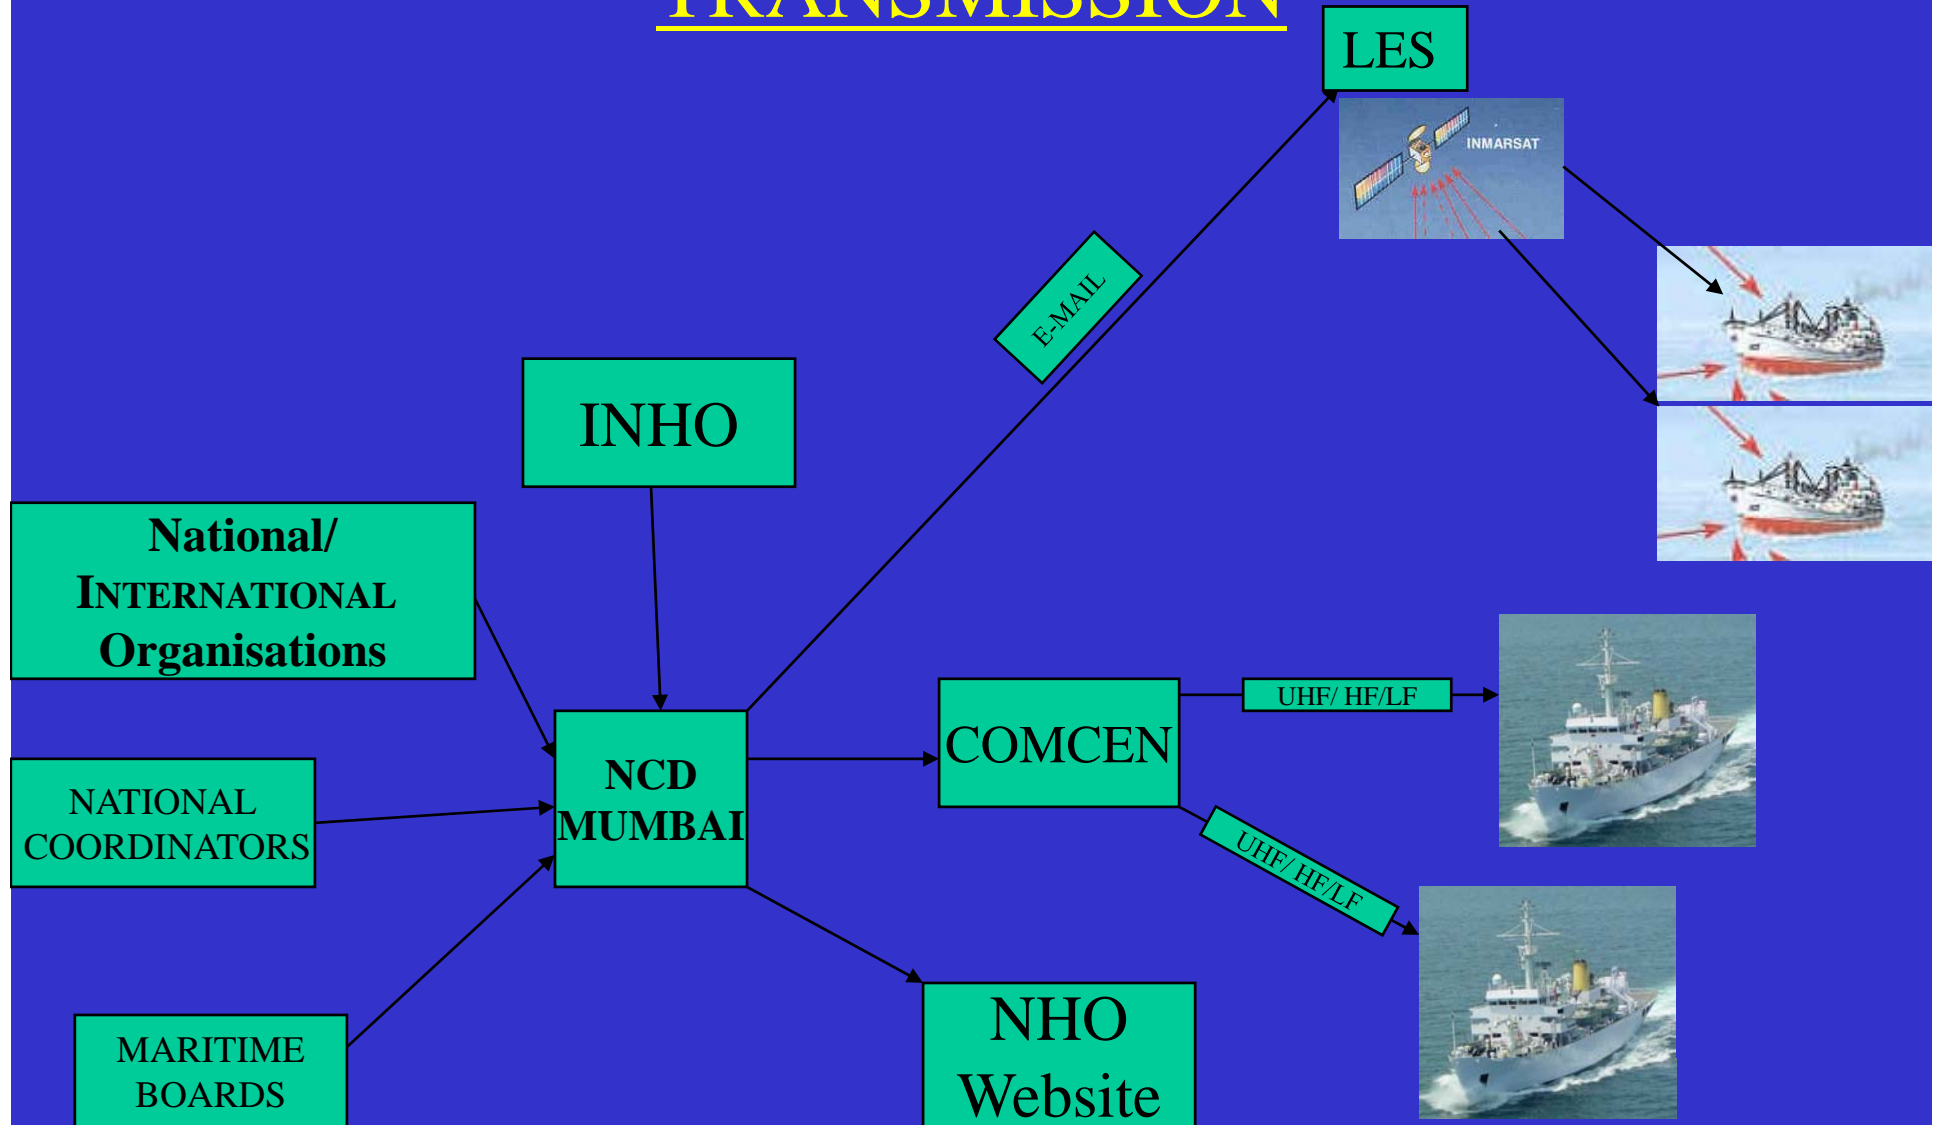 TRANSMISSION
LES
INMARSAT
E-MAIL
INHO
National/
INTERNATIONAL
Organisations
NCD
MUMBAI
COMCEN
UHF/ HF/LF
UHF/ HF/LF
NATIONAL
COORDINATORS
MARITIME
BOARDS
NHO
Website